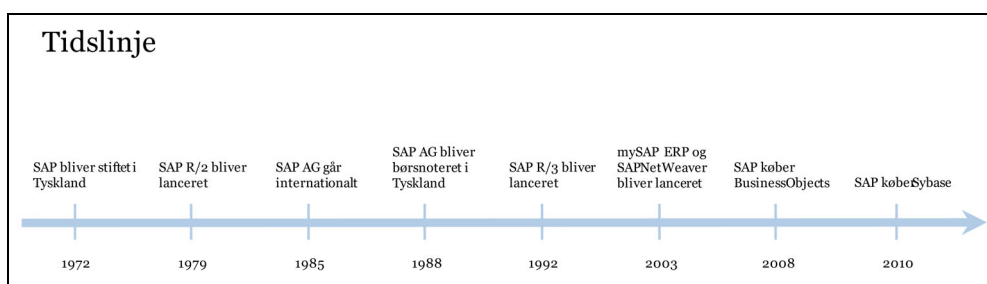 Tidslinje
SAP bliver stiftet i
Tyskland
SAP R/2 bliver
lanceret
SAP AG går
internationalt
SAP AG bliver
børsnoteret i
Tyskland
SAP R/3 bliver
lanceret
mySAP ERP og
SAPNetWeaver
bliver lanceret
SAP køber
BusinessObjects
SAP køberSybase
1972
1979
1985
1988
1992
2003
2008
2010